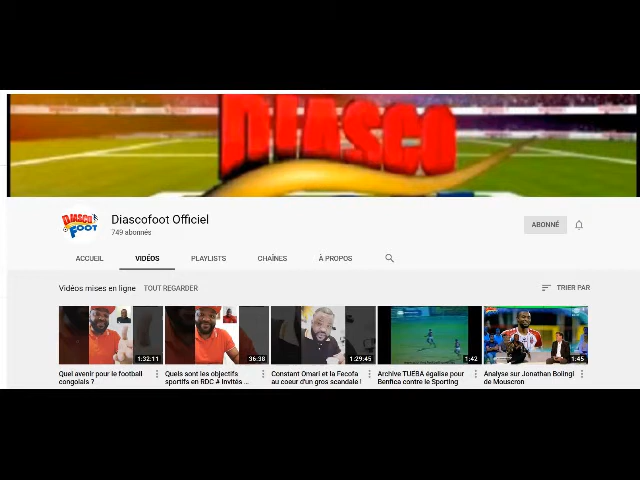 DIASCO
DIASCO
FOOT
Diascofoot Officiel
749 abonnés
ABONNÉ
ACCUEIL VIDÉOS PLAYLISTS CHAÎNES À PROPOS
Vidéos mises en ligne TOUT REGARDER TRIER PAR
1:32:11 36:38 1:29:45 1:42 1:45
Quel avenir pour le football
congolais ?
Quels sont les objectifs
sportifs en RDC # Invités ...
Constant Omari et la Fecofa
au coeur d'un gros scandale !
Archive TUEBA égalise pour
Benfica contre le Sporting
Analyse sur Jonathan Bolingi
de Mouscron